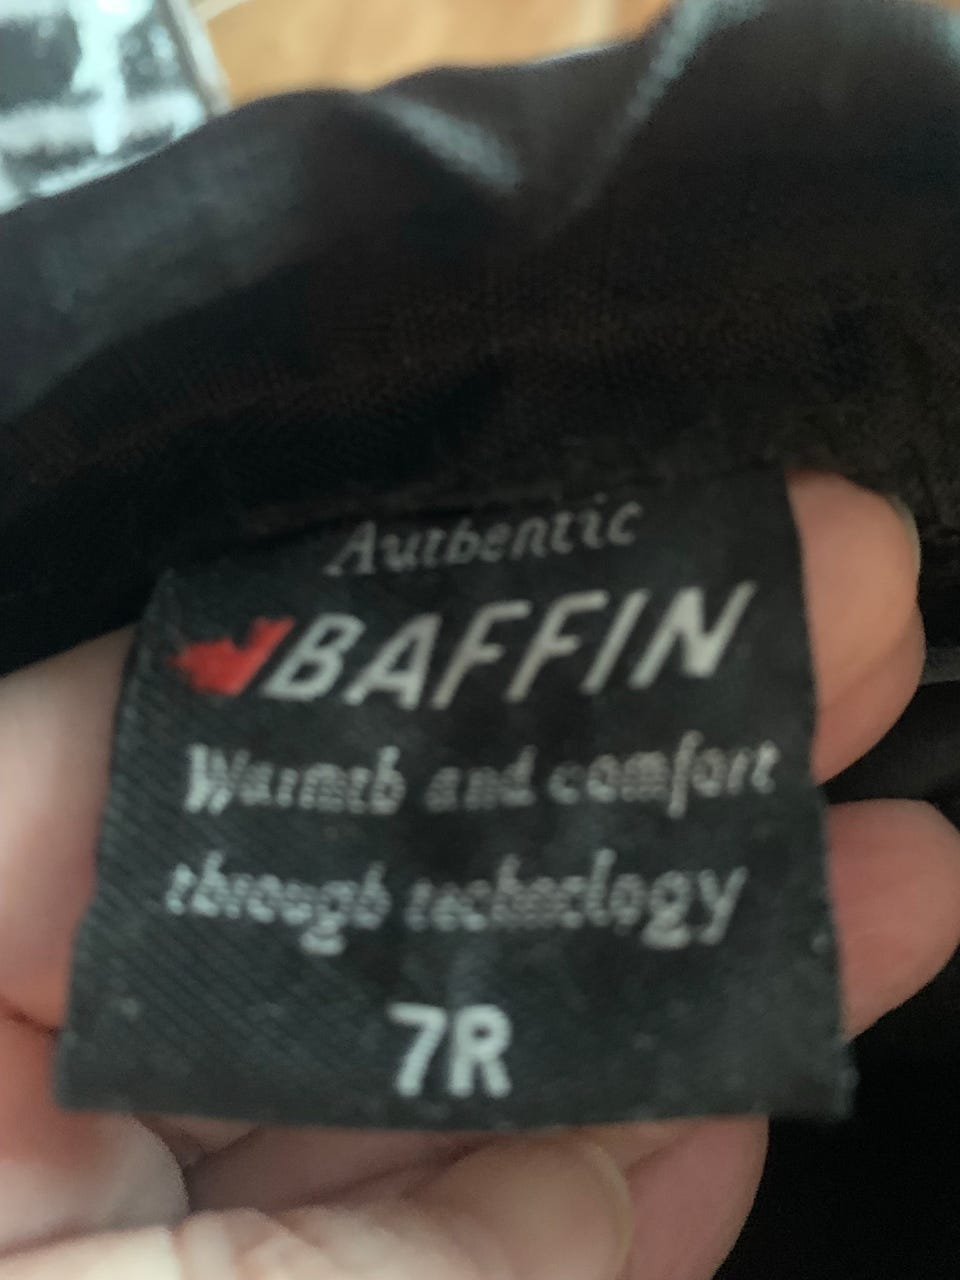 Authentic
BAFFIN
Warmth and comfort
through technology
7R